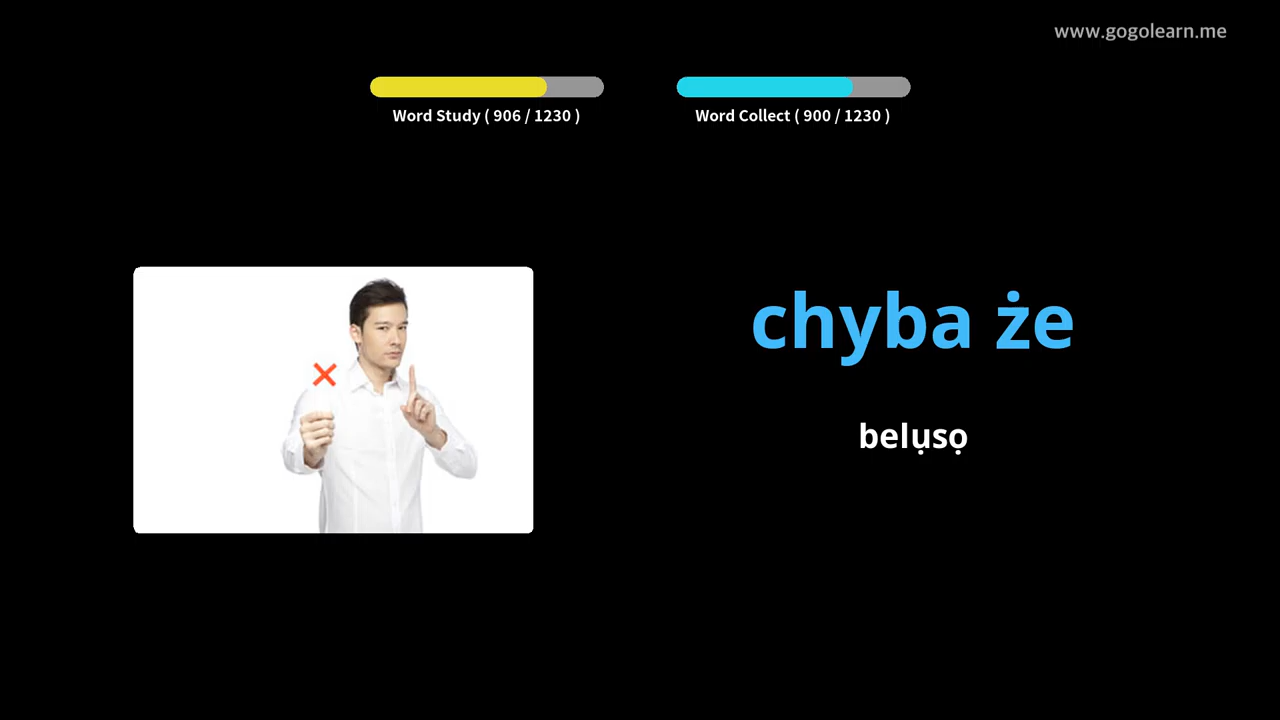 www.gogolearn.me
Word Study ( 906 / 1230 )
Word Collect ( 900 / 1230 )
chyba że
belụsọ